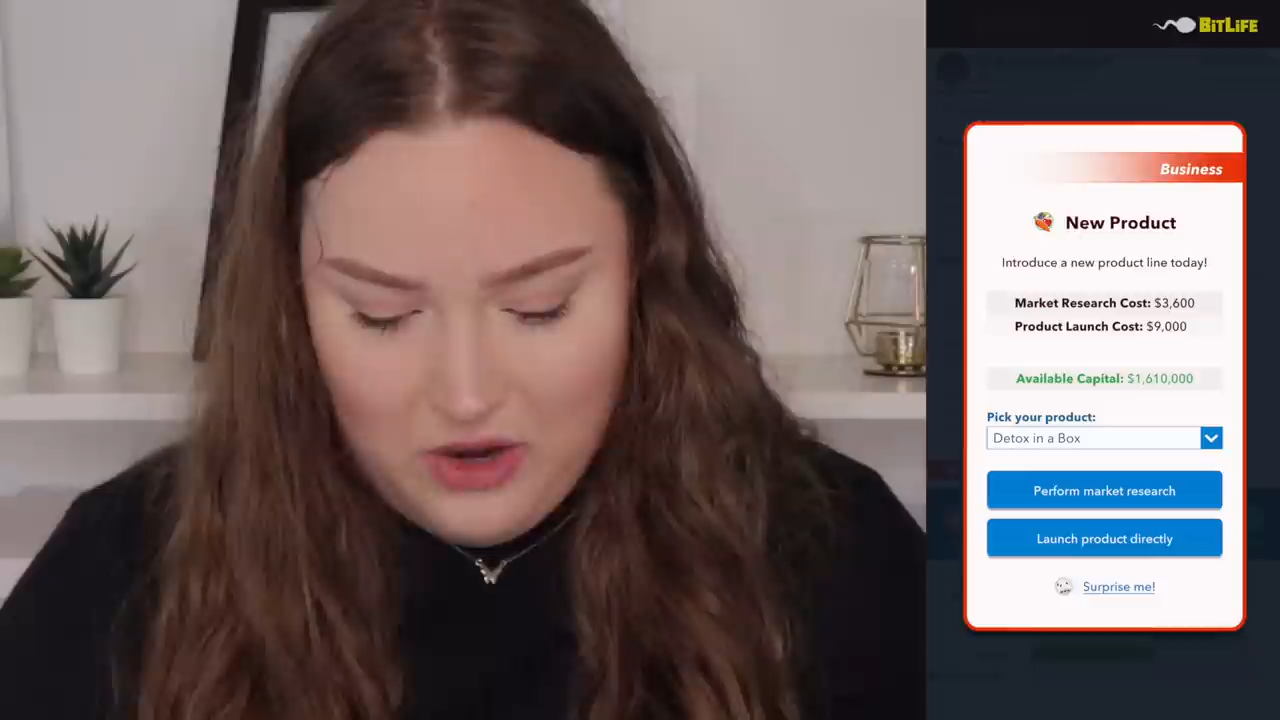 BITLIFE
Business
New Product
Introduce a new product line today!
Market Research Cost: $3,600
Product Launch Cost: $9,000
Available Capital: $1,610,000
Pick your product:
Detox in a Box
Perform market research
Launch product directly
Surprise me!